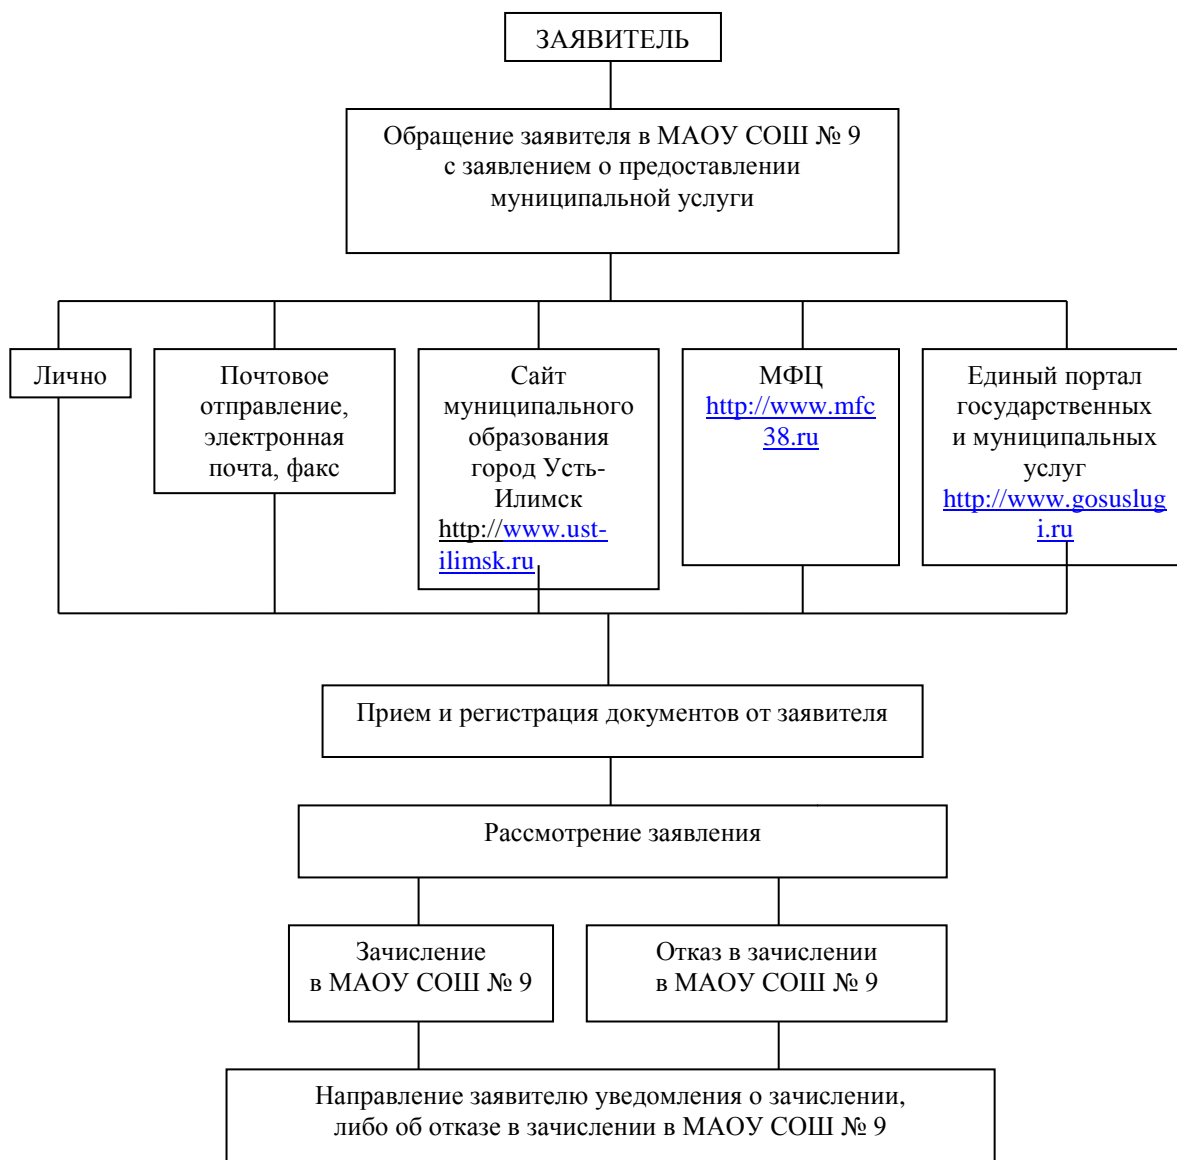 ЗАЯВИТЕЛЬ
Обращение заявителя в МАОУ СОШ № 9
с заявлением о предоставлении
муниципальной услуги
Лично
Почтовое
отправление,
электронная
почта, факс
Сайт
муниципального
образования
город Усть-
Илимск
http://www.ust-
ilimsk.ru
МФЦ
http://www.mfc
38.ru
Единый портал
государственных
и муниципальных
услуг
http://www.gosuslug
i.ru
Прием и регистрация документов от заявителя
Рассмотрение заявления
Зачисление
в МАОУ СОШ № 9
Отказ в зачислении
в МАОУ СОШ № 9
Направление заявителю уведомления о зачислении,
либо об отказе в зачислении в МАОУ СОШ № 9